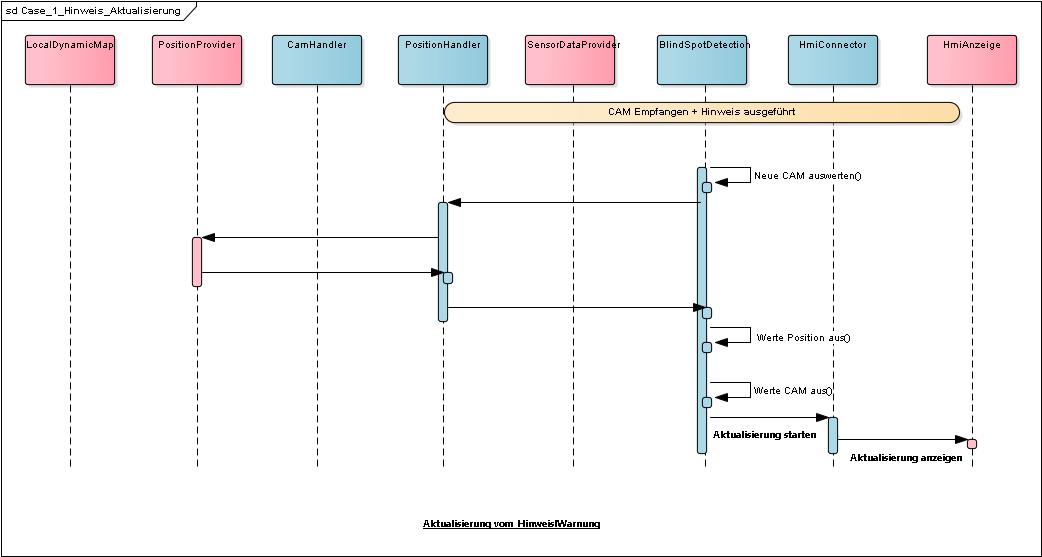 sd Case_1_Hinweis_Aktualisierung
LocalDynamicMap PositionProvider CamHandler PositionHandler SensorDataProvider BlindSpotDetection HmiConnector HmiAnzeige
CAM Empfangen + Hinweis ausgeführt
Neue CAM auswerten()
Werte Position aus()
Werte CAM aus()
Aktualisierung starten
Aktualisierung anzeigen
Aktualisierung vom Hinweis/Warnung